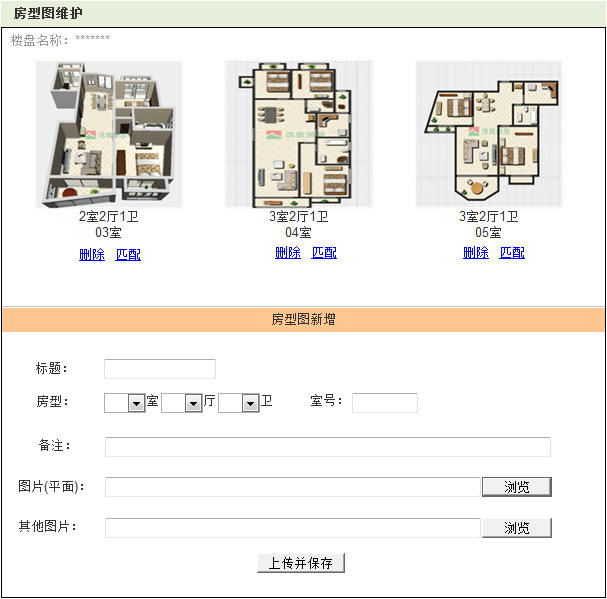 房型图维护
楼盘名称：*******
2室2厅1卫 3室2厅1卫 3室2厅1卫
03室 04室 05室
删除 匹配 删除 匹配 删除 匹配
房型图新增
标题：
房型： 室 厅 卫 室号：
备注：
图片(平面)： 浏览
其他图片： 浏览
上传并保存